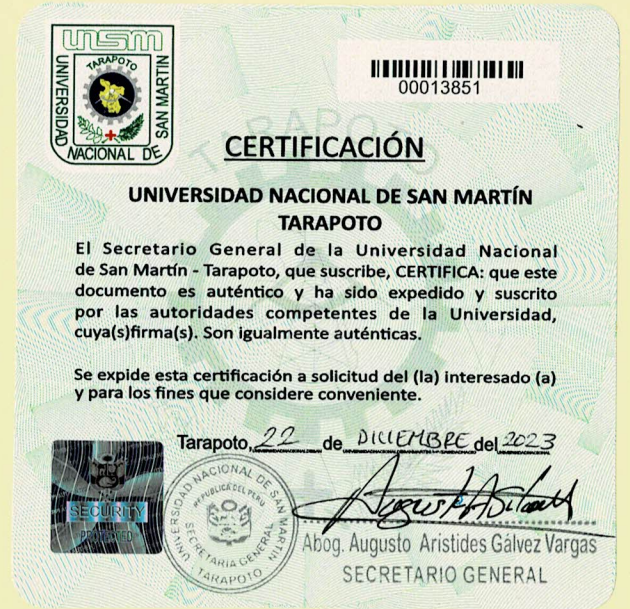 unsm
TARAPOTO
UNIVERSIDAD NACIONAL DE SAN MARTIN
00013851
TARAPOTO
CERTIFICACIÓN
UNIVERSIDAD NACIONAL DE SAN MARTÍN
TARAPOTO
El Secretario General de la Universidad Nacional
de San Martín - Tarapoto, que suscribe, CERTIFICA: que este
documento es auténtico y ha sido expedido y suscrito
por las autoridades competentes de la Universidad,
cuya(s)firma(s). Son igualmente auténticas.
Se expide esta certificación a solicitud del (la) interesado (a)
y para los fines que considere conveniente.
Tarapoto, 22 de DICIEMBRE del 2023
SECURITY
UNIVERSIDAD NACIONAL DE SAN MARTIN
REPUBLICA DEL PERU
SECRETARIA GENERAL
- TARAPOTO -
Abog. Augusto Aristides Gálvez Vargas
SECRETARIO GENERAL